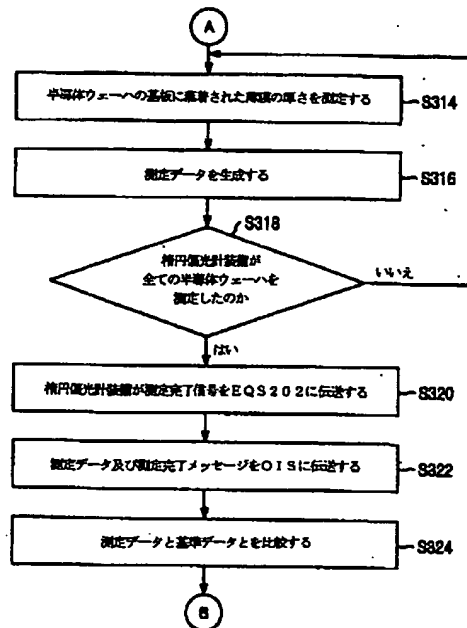 A
半導体ウェーハの基板に蒸着された薄膜の厚さを測定する
S314
測定データを生成する
S316
S318
楕円偏光計装置が
全ての半導体ウェーハを
測定したのか
いいえ
はい
楕円偏光計装置が測定完了信号をEQS202に伝送する
S320
測定データ及び測定完了メッセージをOISに伝送する
S322
測定データと基準データとを比較する
S324
B